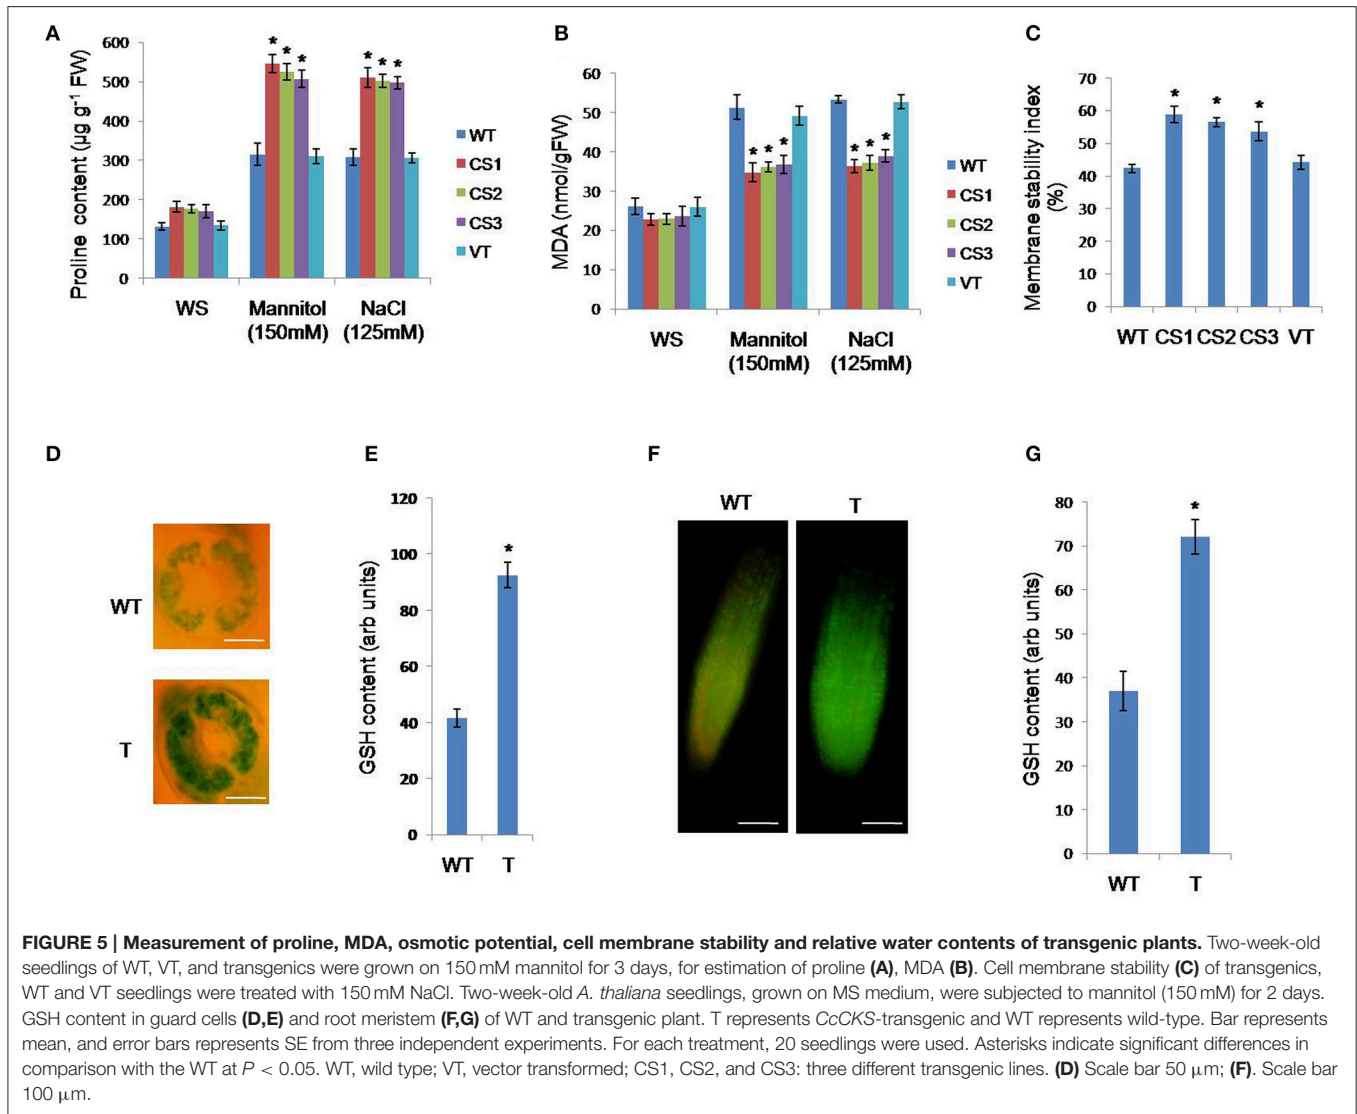 A
Proline content (µg g-1 FW)
600
500
400
300
200
100
0
* * *
* * *
WS
Mannitol
(150mM)
NaCl
(125mM)
WT
CS1
CS2
CS3
VT
B
MDA (nmol/gFW)
60
50
40
30
20
10
0
* * *
* * *
WS
Mannitol
(150mM)
NaCl
(125mM)
WT
CS1
CS2
CS3
VT
C
Membrane stability index
(%)
70
60
50
40
30
20
10
0
* * *
WT CS1 CS2 CS3 VT
D
WT
T
E
GSH content (arb units)
120
100
80
60
40
20
0
*
WT T
F
WT T
G
GSH content (arb units)
80
70
60
50
40
30
20
10
0
*
WT T
FIGURE 5 | Measurement of proline, MDA, osmotic potential, cell membrane stability and relative water contents of transgenic plants. Two-week-old
seedlings of WT, VT, and transgenics were grown on 150 mM mannitol for 3 days, for estimation of proline (A), MDA (B). Cell membrane stability (C) of transgenics,
WT and VT seedlings were treated with 150 mM NaCl. Two-week-old A. thaliana seedlings, grown on MS medium, were subjected to mannitol (150 mM) for 2 days.
GSH content in guard cells (D,E) and root meristem (F,G) of WT and transgenic plant. T represents CcCKS-transgenic and WT represents wild-type. Bar represents
mean, and error bars represents SE from three independent experiments. For each treatment, 20 seedlings were used. Asterisks indicate significant differences in
comparison with the WT at P < 0.05. WT, wild type; VT, vector transformed; CS1, CS2, and CS3: three different transgenic lines. (D) Scale bar 50 µm; (F). Scale bar
100 µm.